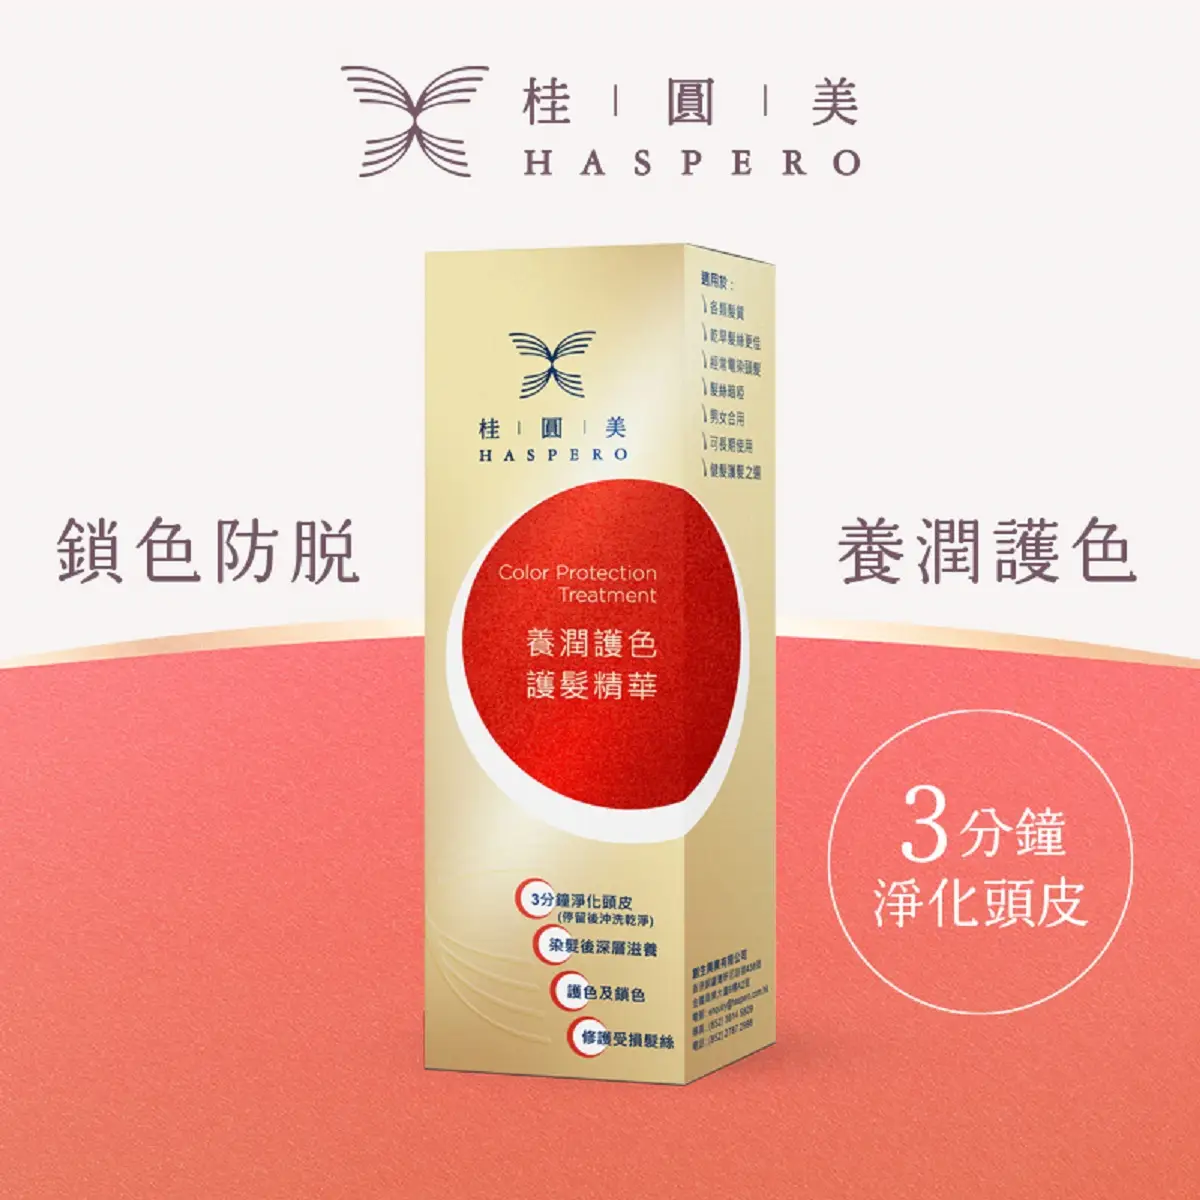 桂 | 圓 | 美
HASPERO
鎖色防脱
養潤護色
3分鐘
淨化頭皮
桂 | 圓 | 美
HASPERO
Color Protection
Treatment
養潤護色
護髮精華
3分鐘淨化頭皮
(停留後沖洗乾淨)
染髮後深層滋養
護色及鎖色
修護受損髮絲
適用於：
各類髮質
乾旱髮絲更佳
經常電染頭髮
髮絲暗啞
男女合用
可長期使用
健髮護髮之選